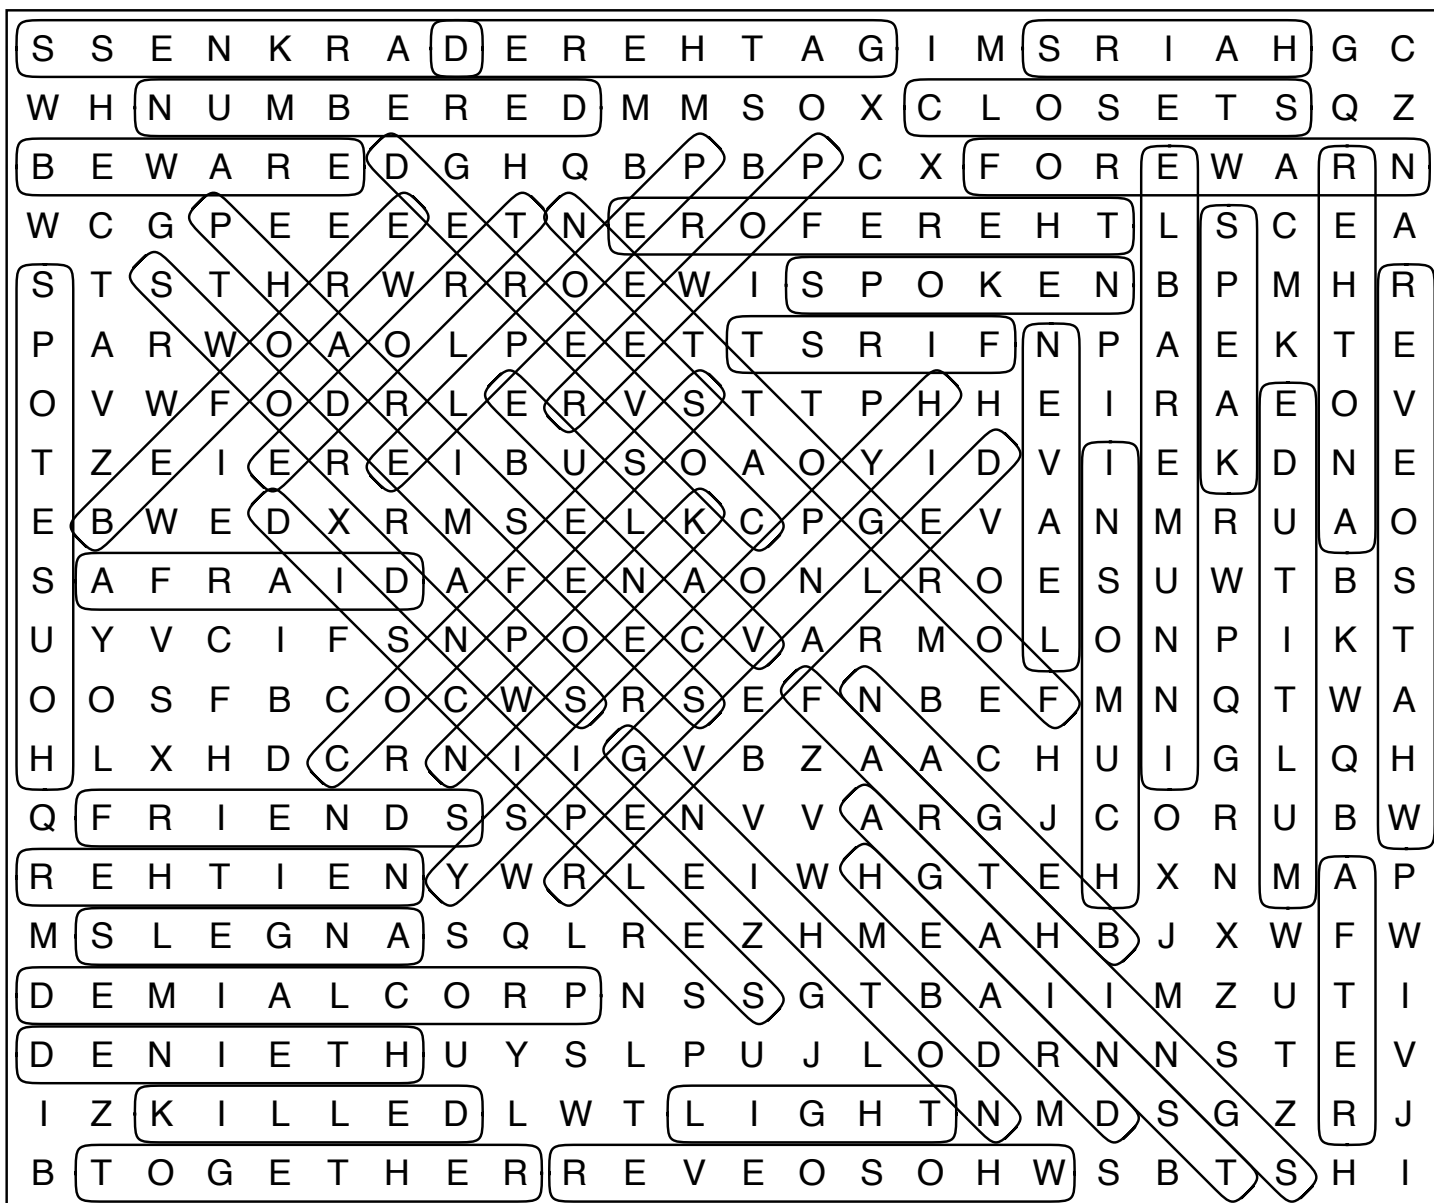 S S E N K R A D E R E H T A G I M S R I A H G C
W H N U M B E R E D M M S O X C L O S E T S Q Z
B E W A R E D G H Q B P B P C X F O R E W A R N
W C G P E E E E T N E R O F E R E H T L S C E A
S T S T H R W R R O E W I S P O K E N B P M H R
P A R W O A O L P E E T T S R I F N P A E K T E
O V W F O D R L E R V S T T P H H E I R A E O V
T Z E I E R E I B U S O A O Y I D V I E K D N E
E B W E D X R M S E L K C P G E V A N M R U A O
S A F R A I D A F E N A O N L R O E S U W T B S
U Y V C I F S N P O E C V A R M O L O N P I K T
O O S F B C O C W S R S E F N B E F M N Q T W A
H L X H D C R N I I G V B Z A A C H U I G L Q H
Q F R I E N D S S P E N V V A R G J C O R U B W
R E H T I E N Y W R L E I W H G T E H X N M A P
M S L E G N A S Q L R E Z H M E A H B J X W F W
D E M I A L C O R P N S S G T B A I I M Z U T I
D E N I E T H U Y S L P U J L O D R N N S T E V
I Z K I L L E D L W T L I G H T N M D S G Z R J
B T O G E T H E R R E V E O S O H W S B T S H I